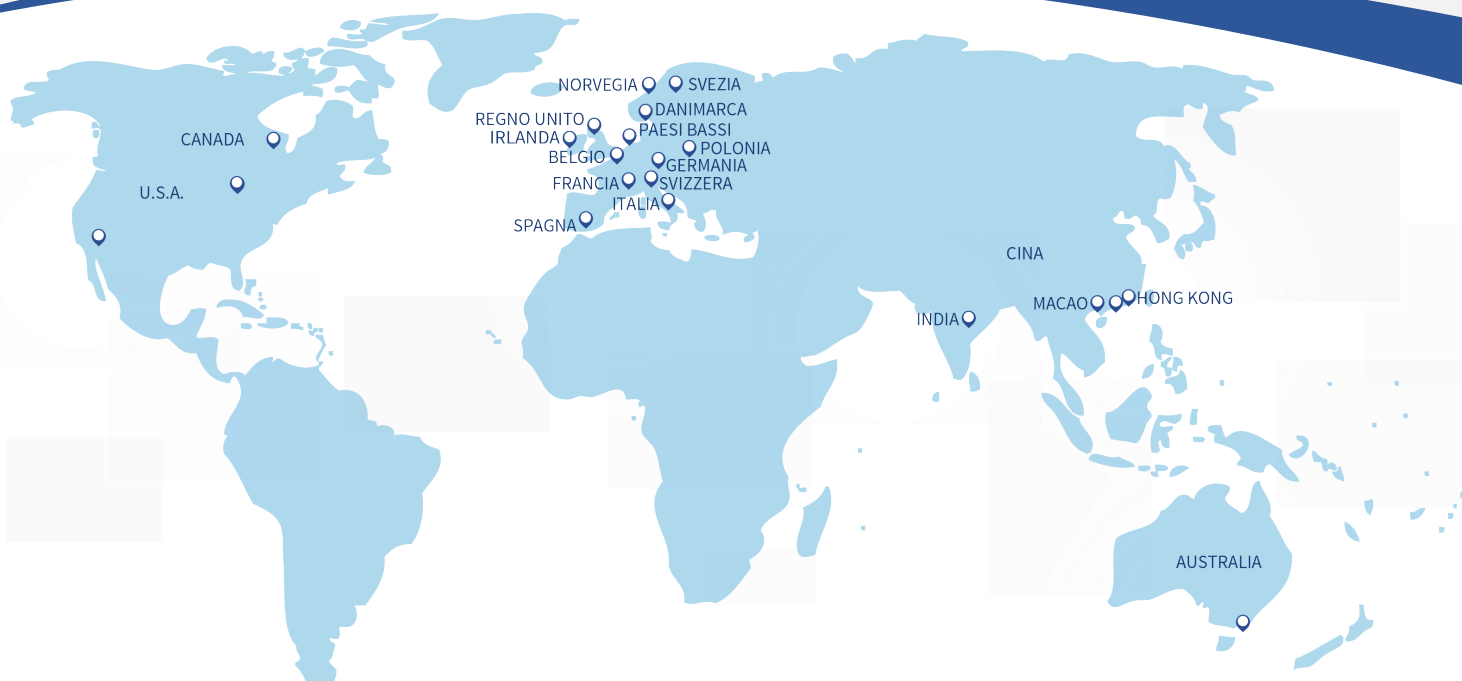 NORVEGIA
SVEZIA
DANIMARCA
REGNO UNITO
PAESI BASSI
IRLANDA
CANADA
POLONIA
BELGIO
GERMANIA
FRANCIA
SVIZZERA
U.S.A.
ITALIA
SPAGNA
CINA
MACAO
HONG KONG
INDIA
AUSTRALIA